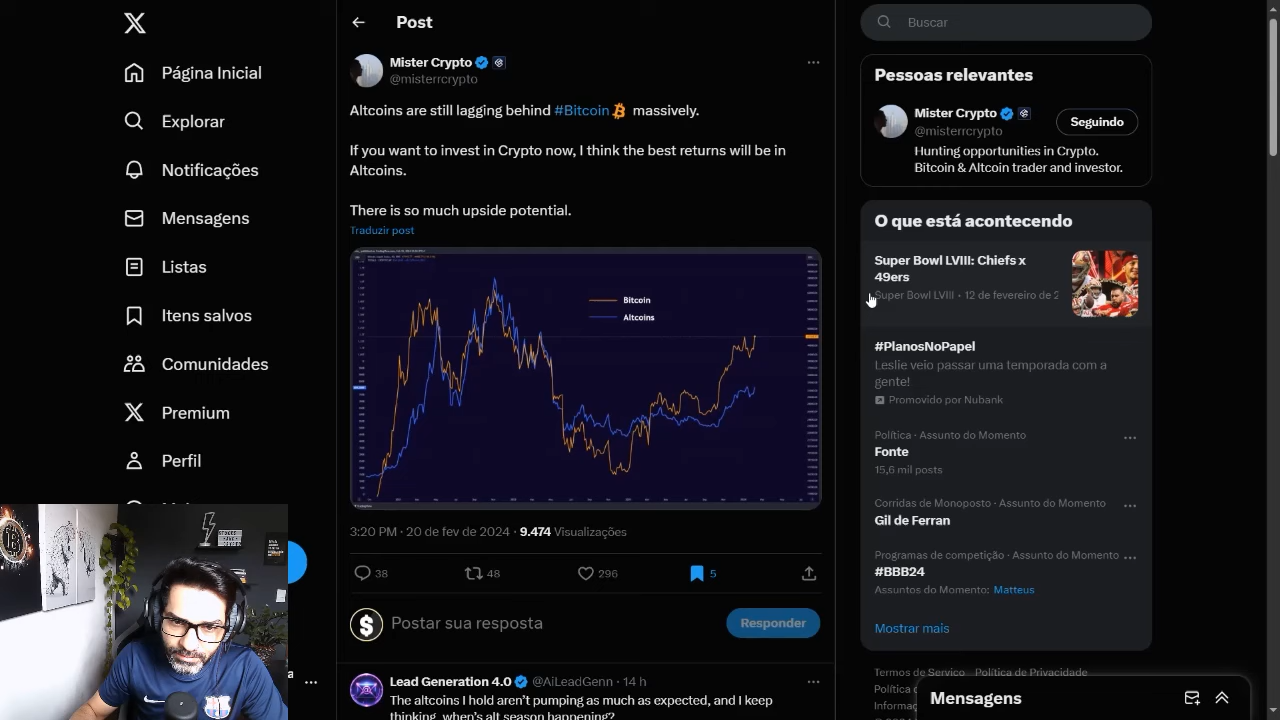 Post
Buscar
Página Inicial
Explorar
Notificações
Mensagens
Listas
Itens salvos
Comunidades
Premium
Perfil
Mister Crypto
@misterrcrypto
Altcoins are still lagging behind #Bitcoin massively.
If you want to invest in Crypto now, I think the best returns will be in
Altcoins.
There is so much upside potential.
Traduzir post
Bitcoin
Altcoins
3:20 PM · 20 de fev de 2024 · 9.474 Visualizações
38 48 296 5
Postar sua resposta
Responder
Lead Generation 4.0 @AiLeadGenn · 14 h
The altcoins I hold aren't pumping as much as expected, and I keep
thinking, when's alt season happening?
Pessoas relevantes
Mister Crypto
@misterrcrypto
Seguindo
Hunting opportunities in Crypto.
Bitcoin & Altcoin trader and investor.
O que está acontecendo
Super Bowl LVIII: Chiefs x
49ers
Super Bowl LVIII · 12 de fevereiro de 2
#PlanosNoPapel
Leslie veio passar uma temporada com a
gente!
Promovido por Nubank
Política · Assunto do Momento
Fonte
15,6 mil posts
Corridas de Monoposto · Assunto do Momento
Gil de Ferran
Programas de competição · Assunto do Momento
#BBB24
Assuntos do Momento: Matteus
Mostrar mais
Termos de Serviço Política de Privacidade
Política
Mensagens